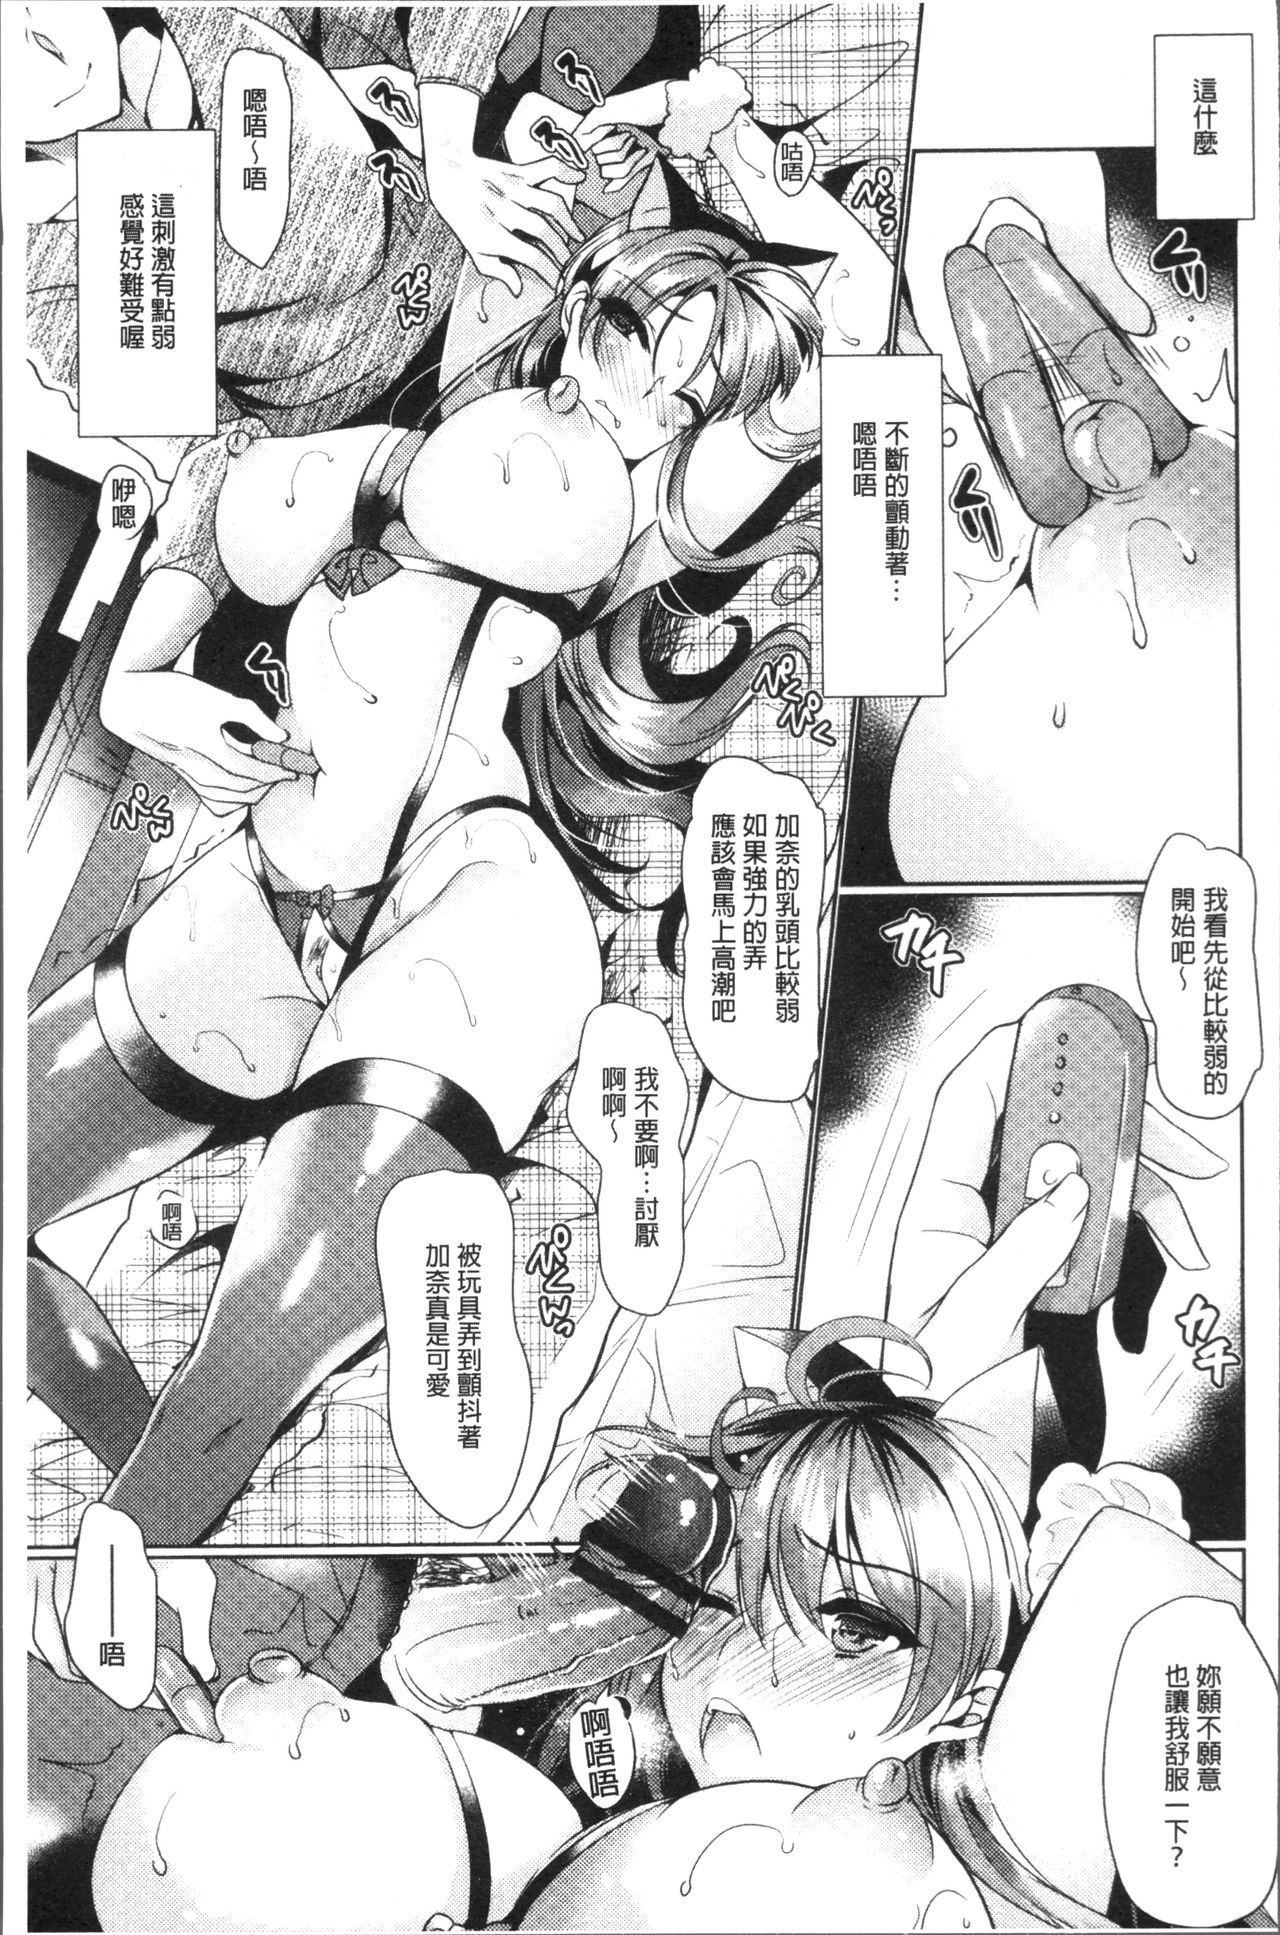 這什麼
不斷的顫動著…
嗯唔唔
咕唔
嗯唔～唔
這刺激有點弱
感覺好難受喔
咿嗯
我看先從比較弱的
開始吧～
カチ
カチ
加奈的乳頭比較弱
如果強力的弄
應該會馬上高潮吧
我不要啊…討厭
啊啊～
被玩具弄到顫抖著
加奈真是可愛
啊唔
妳願不願意
也讓我舒服一下？
啊唔唔
——唔